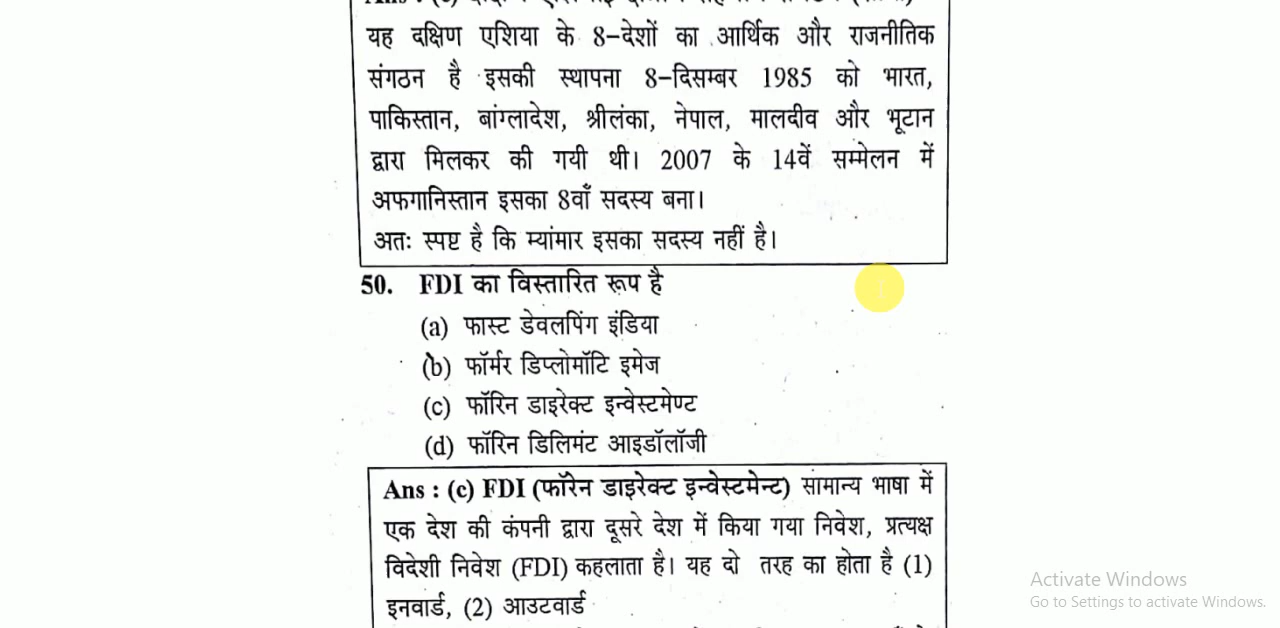 यह दक्षिण एशिया के 8-देशों का आर्थिक और राजनीतिक
संगठन है इसकी स्थापना 8-दिसम्बर 1985 को भारत,
पाकिस्तान, बांग्लादेश, श्रीलंका, नेपाल, मालदीव और भूटान
द्वारा मिलकर की गयी थी। 2007 के 14वें सम्मेलन में
अफगानिस्तान इसका 8वाँ सदस्य बना।
अतः स्पष्ट है कि म्यांमार इसका सदस्य नहीं है।
50. FDI का विस्तारित रूप है
(a) फास्ट डेवलपिंग इंडिया
(b) फॉर्मर डिप्लोमॉटि इमेज
(c) फॉरिन डाइरेक्ट इन्वेस्टमेण्ट
(d) फॉरिन डिलिमंट आइडॉलॉजी
Ans : (c) FDI (फॉरेन डाइरेक्ट इन्वेस्टमेन्ट) सामान्य भाषा में
एक देश की कंपनी द्वारा दूसरे देश में किया गया निवेश, प्रत्यक्ष
विदेशी निवेश (FDI) कहलाता है। यह दो तरह का होता है (1)
इनवार्ड, (2) आउटवार्ड
Activate Windows
Go to Settings to activate Windows.